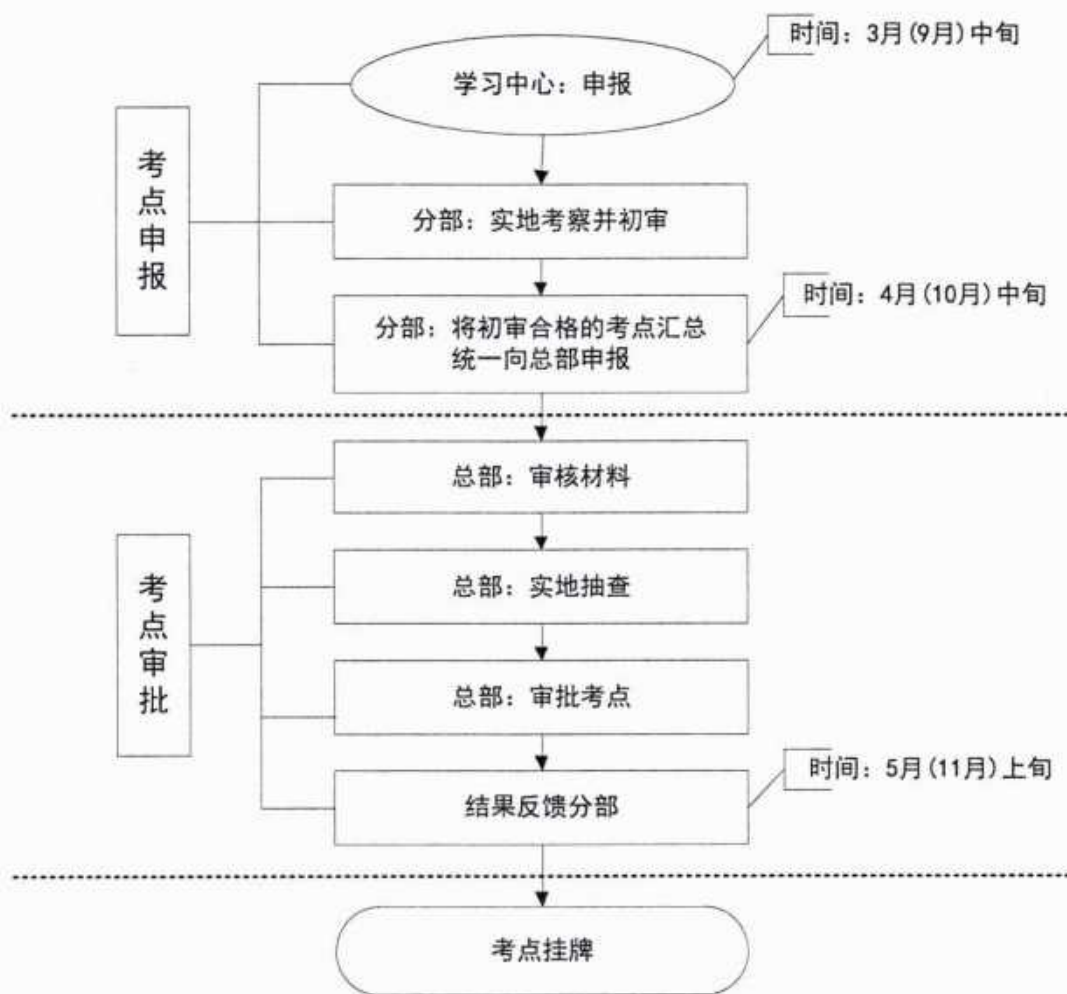 时间：3月(9月)中旬
学习中心：申报
考点申报
分部：实地考察并初审
时间：4月(10月)中旬
分部：将初审合格的考点汇总
统一向总部申报
总部：审核材料
总部：实地抽查
考点审批
总部：审批考点
时间：5月(11月)上旬
结果反馈分部
考点挂牌